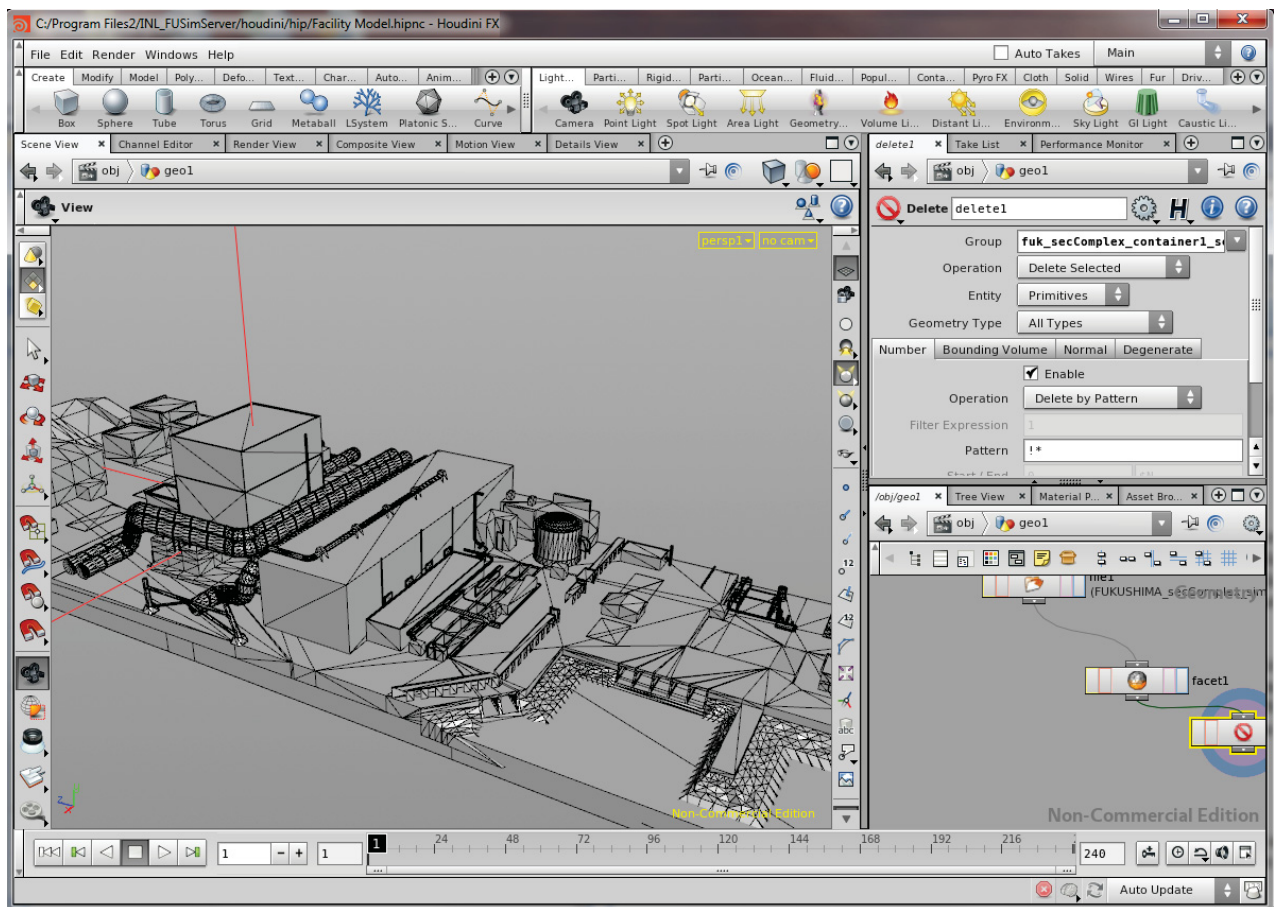 C:/Program Files2/INL_FUSimServer/houdini/hip/Facility Model.hipnc - Houdini FX
File Edit Render Windows Help
Auto Takes Main
Create Modify Model Poly... Defo... Text... Char... Auto... Anim...
Light... Parti... Rigid... Parti... Ocean... Fluid... Popul... Conta... Pyro FX Cloth Solid Wires Fur Driv...
Box Sphere Tube Torus Grid Metaball LSystem Platonic S... Curve
Camera Point Light Spot Light Area Light Geometry... Volume Li... Distant Li... Environm... Sky Light GI Light Caustic Li...
Scene View Channel Editor Render View Composite View Motion View Details View
obj geo1
View
persp1 no cam
Non-Commercial Edition
delete1 Take List Performance Monitor
obj geo1
Delete delete1
Group fuk_secComplex_container1_s
Operation Delete Selected
Entity Primitives
Geometry Type All Types
Number Bounding Volume Normal Degenerate
Enable
Operation Delete by Pattern
Filter Expression 1
Pattern !*
Start / End 0
/obj/geo1 Tree View Material P... Asset Bro...
obj geo1
file1
Geometry
facet1
Non-Commercial Edition
12
12
abc
1 1 1 24 48 72 96 120 144 168 192 216 240
Auto Update